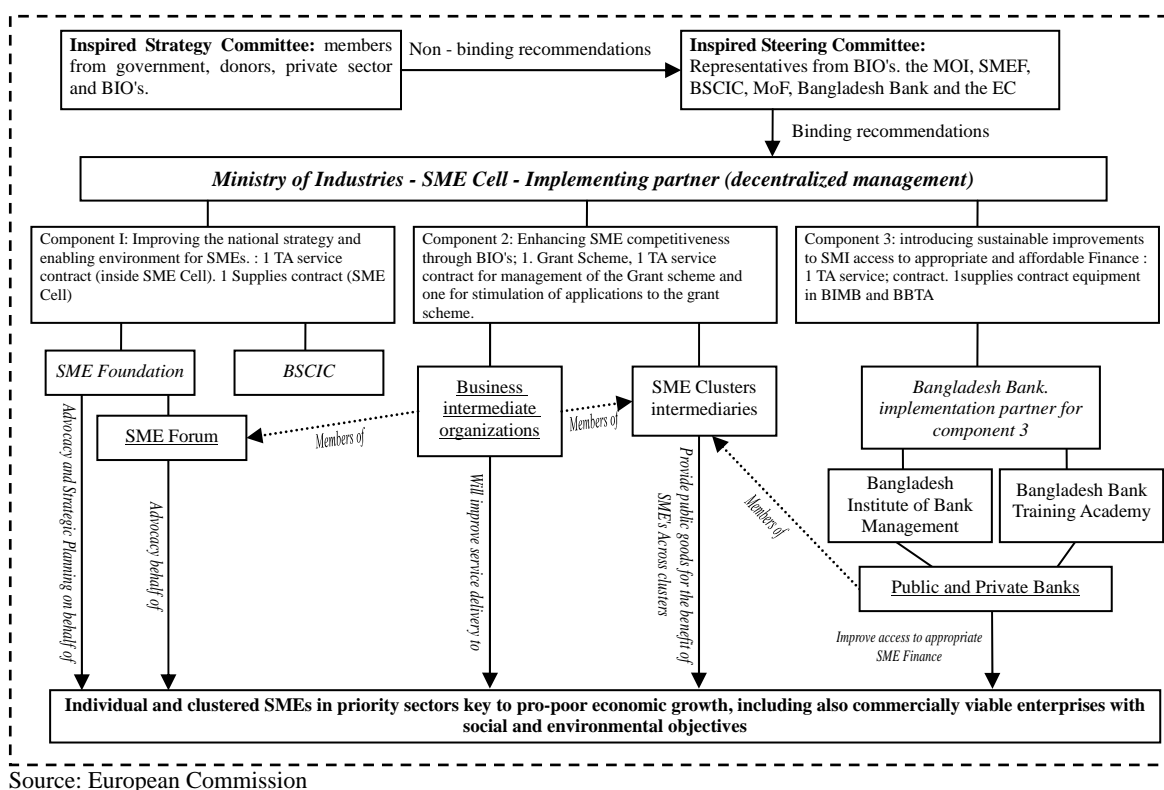 Inspired Strategy Committee: members
from government, donors, private sector
and BIO's.
Non - binding recommendations
Inspired Steering Committee:
Representatives from BIO's. the MOI, SMEF,
BSCIC, MoF, Bangladesh Bank and the EC
Binding recommendations
Ministry of Industries - SME Cell - Implementing partner (decentralized management)
Component I: Improving the national strategy and
enabling environment for SMEs. : 1 TA service
contract (inside SME Cell). 1 Supplies contract (SME
Cell)
Component 2: Enhancing SME competitiveness
through BIO's; 1. Grant Scheme, 1 TA service
contract for management of the Grant scheme and
one for stimulation of applications to the grant
scheme.
Component 3: introducing sustainable improvements
to SMI access to appropriate and affordable Finance :
1 TA service; contract. 1supplies contract equipment
in BIMB and BBTA
SME Foundation
BSCIC
SME Forum
Business
intermediate
organizations
SME Clusters
intermediaries
Bangladesh Bank.
implementation partner for
component 3
Members of
Members of
Members of
Bangladesh
Institute of Bank
Management
Bangladesh Bank
Training Academy
Public and Private Banks
Advocacy and Strategic Planning on behalf of
Advocacy behalf of
Will improve service delivery to
Provide public goods for the benefit of
SME's Across clusters
Improve access to appropriate
SME Finance
Individual and clustered SMEs in priority sectors key to pro-poor economic growth, including also commercially viable enterprises with
social and environmental objectives
Source: European Commission